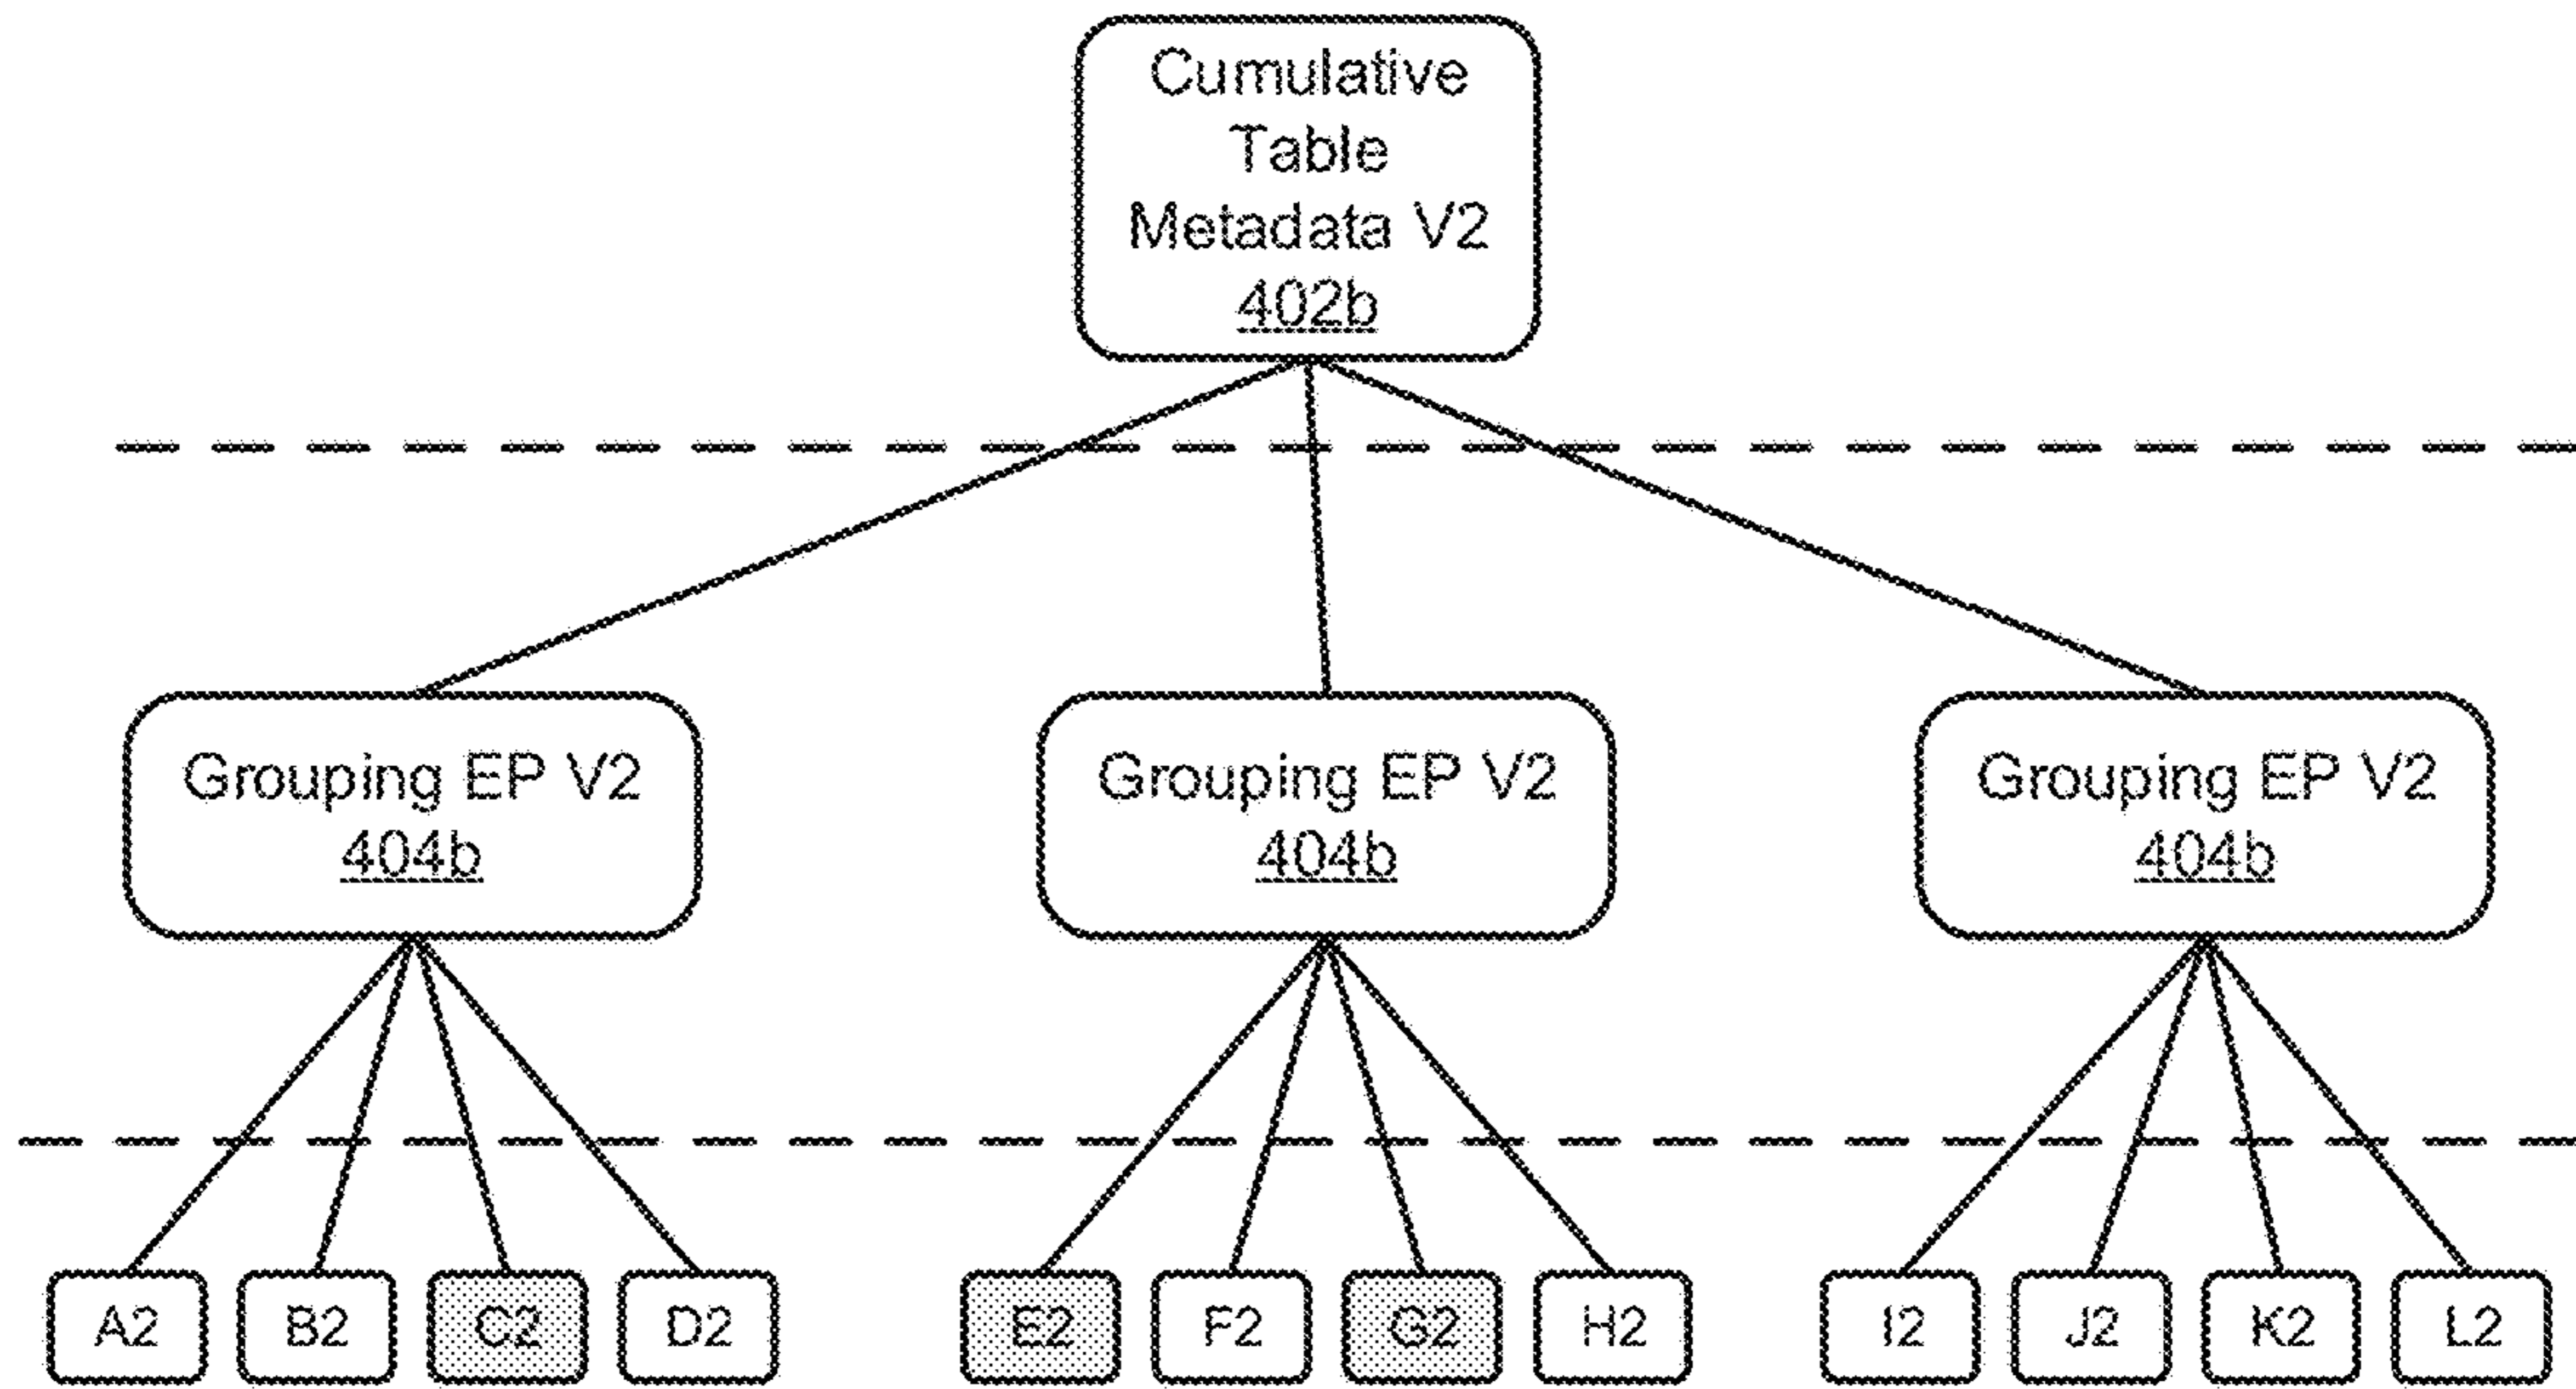 Cumulative
Table
Metadata V2
402b
Grouping EP V2
404b
Grouping EP V2
404b
Grouping EP V2
404b
A2 B2 C2 D2 E2 F2 G2 H2 I2 J2 K2 L2